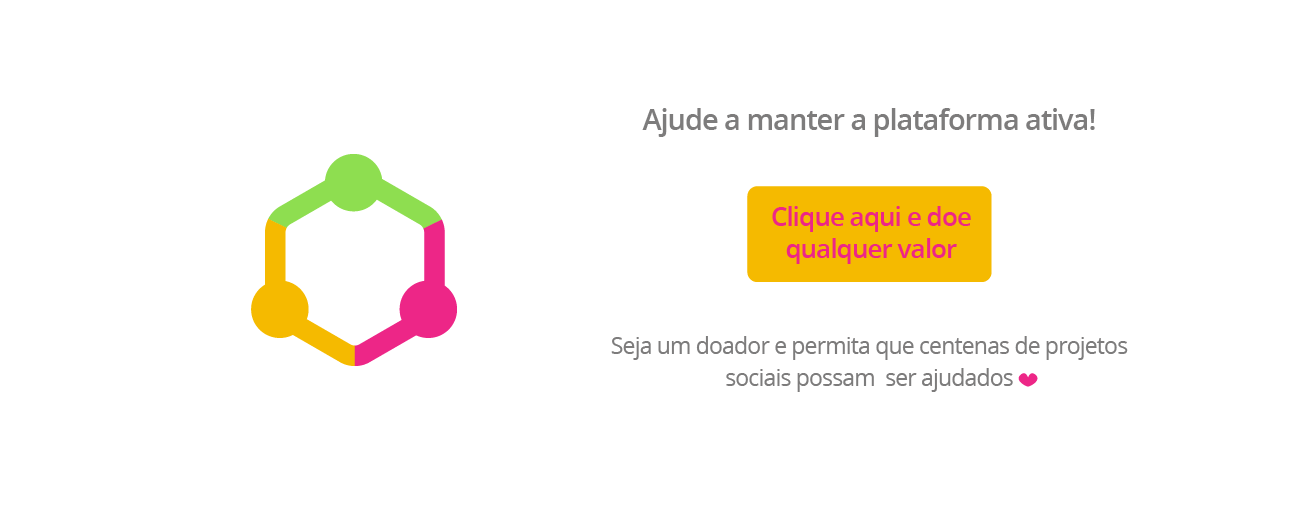 Ajude a manter a plataforma ativa!
Clique aqui e doe
qualquer valor
Seja um doador e permita que centenas de projetos
sociais possam  ser ajudados